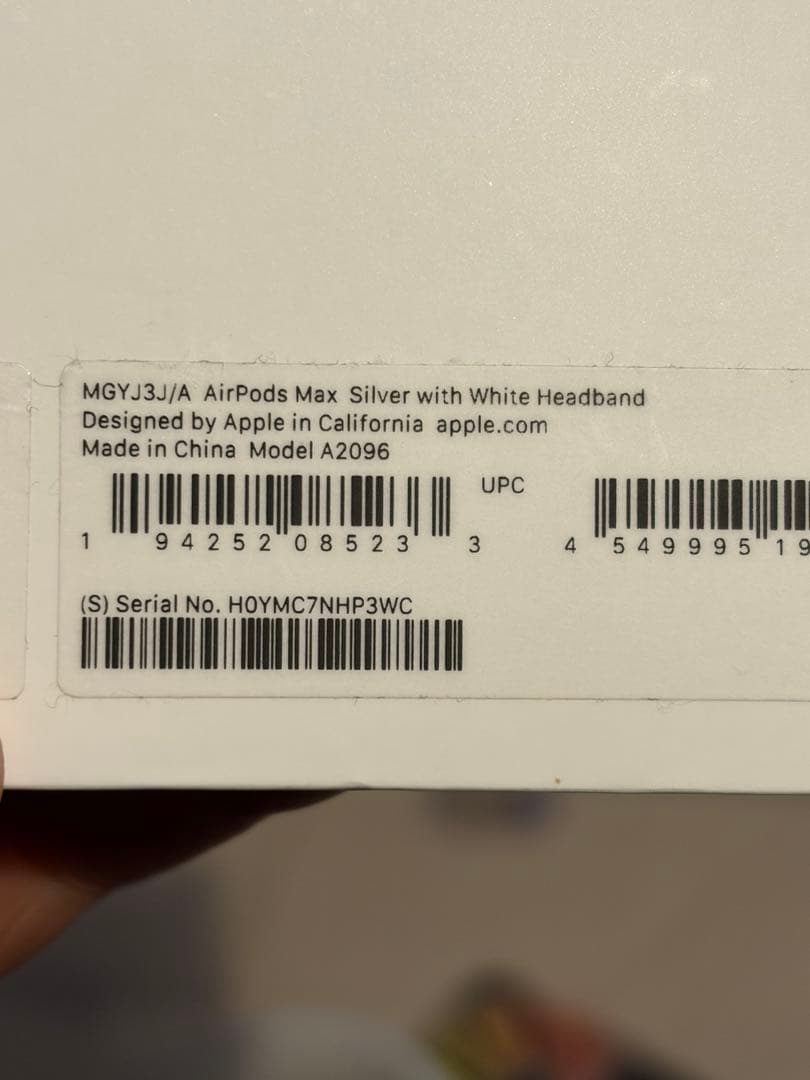 MGYJ3J/A AirPods Max Silver with White Headband
Designed by Apple in California apple.com
Made in China Model A2096
UPC
1 94252 08523 3
4 549995 19
(S) Serial No. H0YMC7NHP3WC